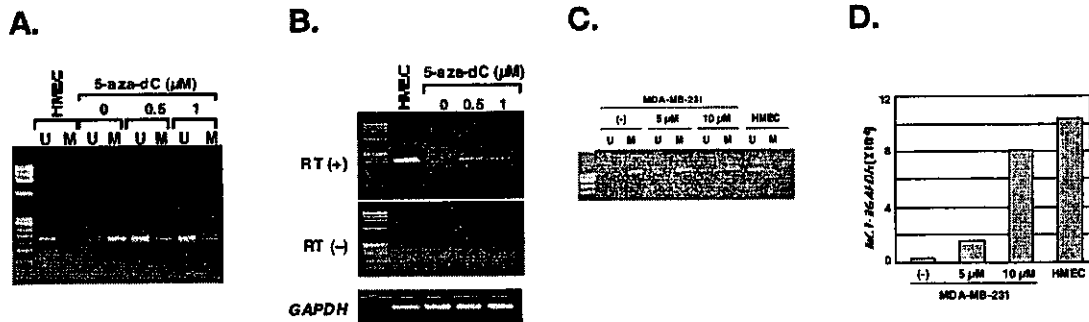 A.
HMEC
5-aza-dC (µM)
0 0.5 1
U M U M U M U M
B.
HMEC
5-aza-dC (µM)
0 0.5 1
RT (+)
RT (–)
GAPDH
C.
MDA-MB-231
(-) 5 µM 10 µM HMEC
U M U M U M U M
D.
12
8
4
0
(-) 5 µM 10 µM HMEC
MDA-MB-231